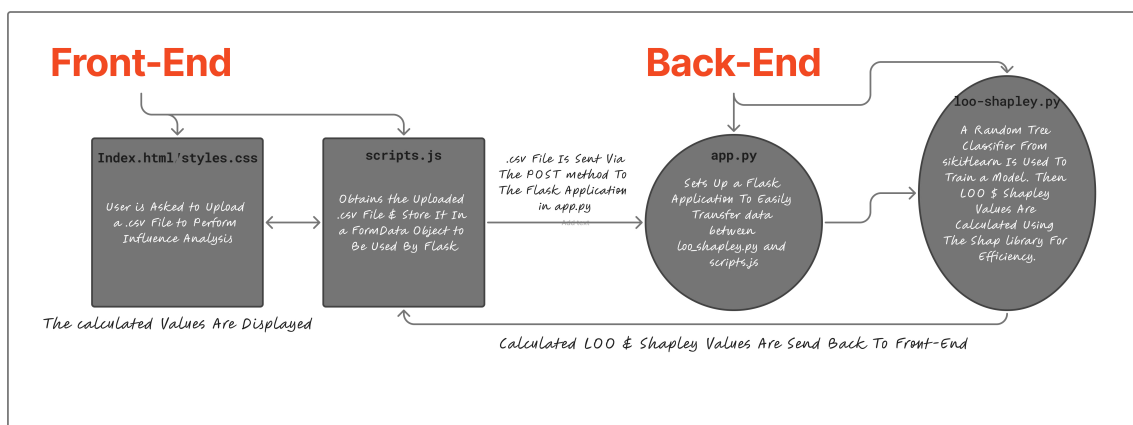 Front-End
Back-End
Index.html/styles.css
User is Asked to Upload
a .csv File to Perform
Influence Analysis
The calculated Values Are Displayed
scripts.js
Obtains the Uploaded
.csv File & Store It In
a FormData Object to
Be Used By Flask
.csv File Is Sent Via
The POST method To
The Flask Application
in app.py
Add text
app.py
Sets Up a Flask
Application To Easily
Transfer data
between
loo_shapley.py and
scripts.js
loo-shapley.py
A Random Tree
Classifier From
sikitlearn Is Used To
Train a Model. Then
LOO & Shapley
Values Are
Calculated Using
The Shap library For
Efficiency.
Calculated LOO & Shapley Values Are Send Back To Front-End